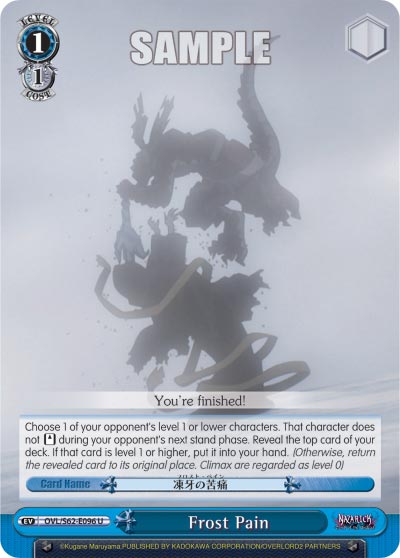 LEVEL
1
1
COST
SAMPLE
You're finished!
Choose 1 of your opponent's level 1 or lower characters. That character does
not during your opponent's next stand phase. Reveal the top card of your
deck. If that card is level 1 or higher, put it into your hand. (Otherwise, return
the revealed card to its original place. Climax are regarded as level 0)
Card Name 凍牙の苦痛
EV OVL/S62-E096 U Frost Pain NAZARICK
©Kugane Maruyama,PUBLISHED BY KADOKAWA CORPORATION/OVERLORD2 PARTNERS